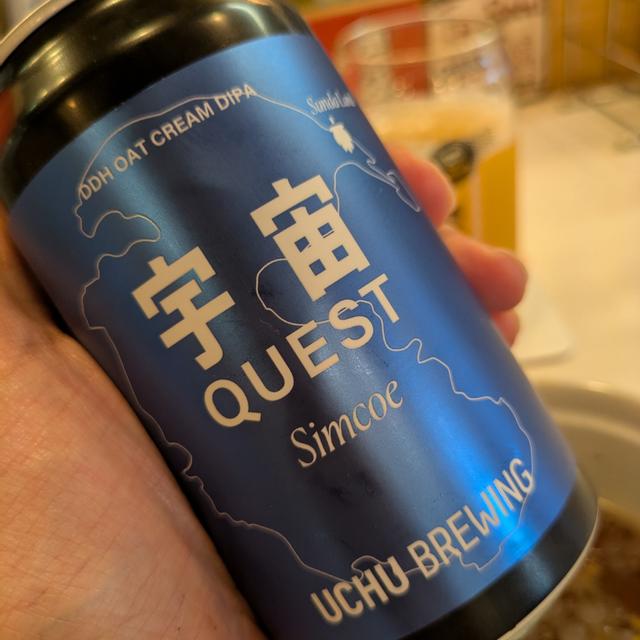 DDH OAT CREAM DIPA
宇宙
QUEST
Simcoe
UCHU BREWING